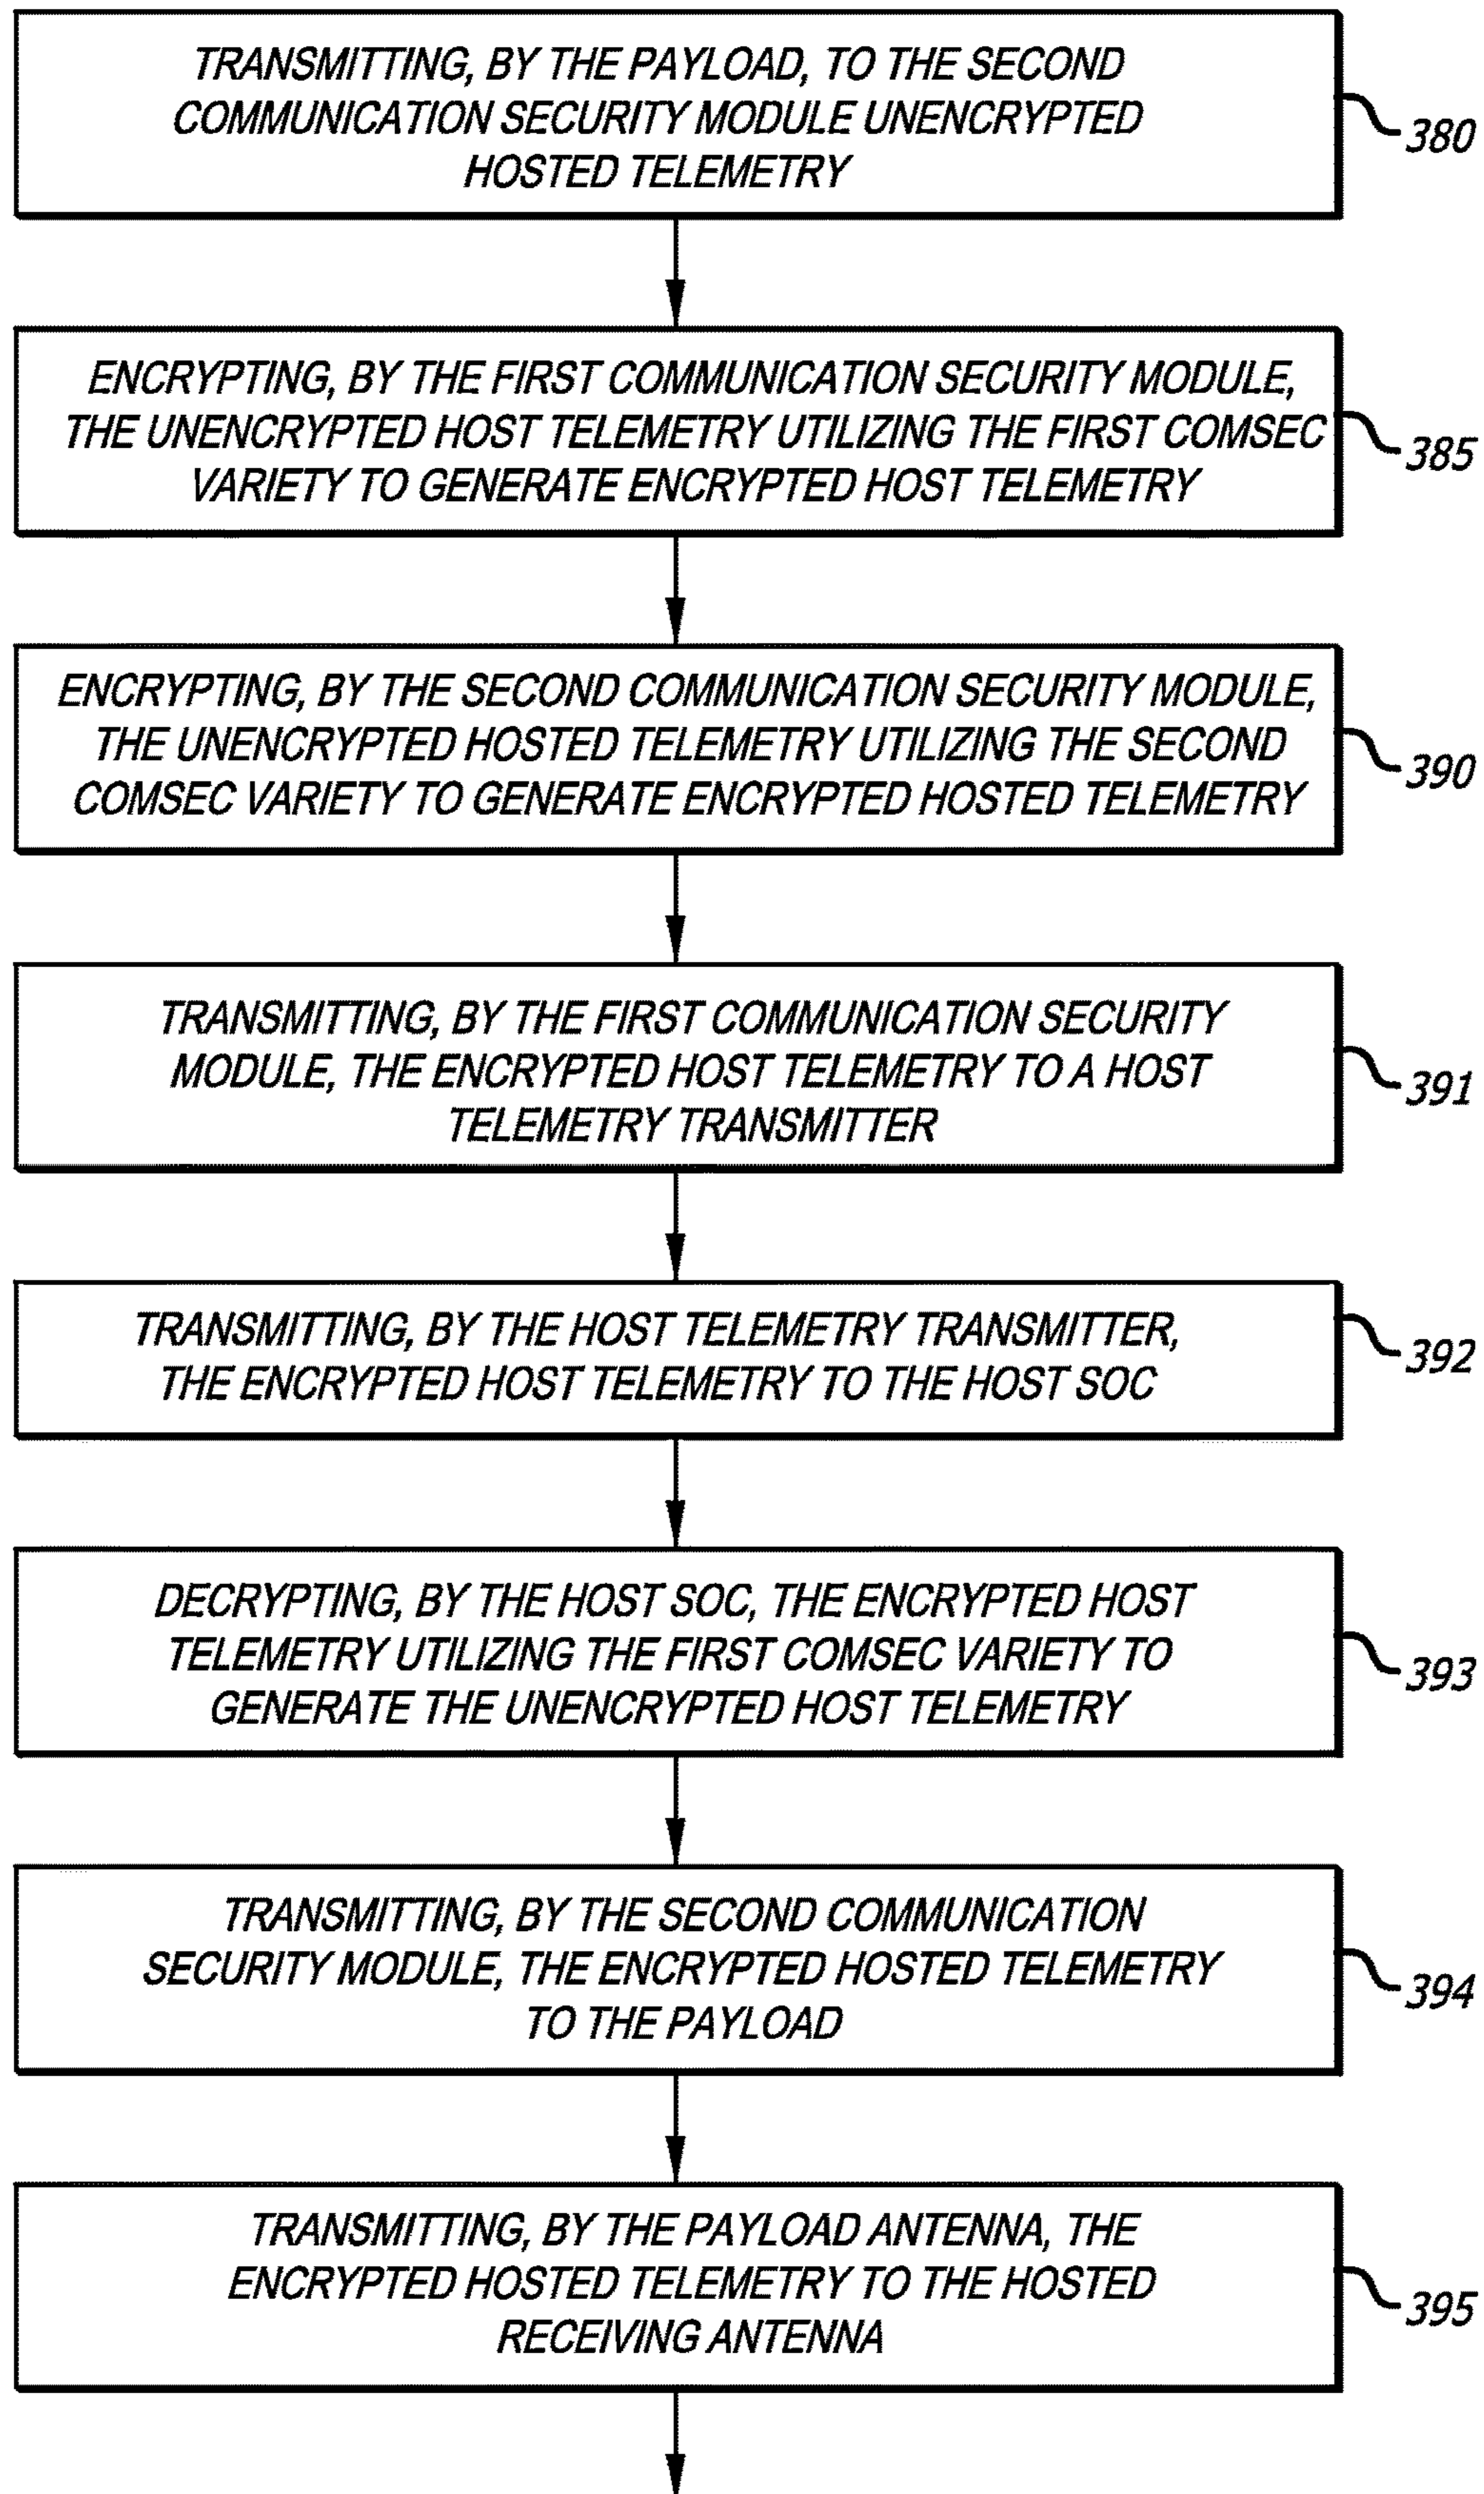 TRANSMITTING, BY THE PAYLOAD, TO THE SECOND
COMMUNICATION SECURITY MODULE UNENCRYPTED
HOSTED TELEMETRY
380
ENCRYPTING, BY THE FIRST COMMUNICATION SECURITY MODULE,
THE UNENCRYPTED HOST TELEMETRY UTILIZING THE FIRST COMSEC
VARIETY TO GENERATE ENCRYPTED HOST TELEMETRY
385
ENCRYPTING, BY THE SECOND COMMUNICATION SECURITY MODULE,
THE UNENCRYPTED HOSTED TELEMETRY UTILIZING THE SECOND
COMSEC VARIETY TO GENERATE ENCRYPTED HOSTED TELEMETRY
390
TRANSMITTING, BY THE FIRST COMMUNICATION SECURITY
MODULE, THE ENCRYPTED HOST TELEMETRY TO A HOST
TELEMETRY TRANSMITTER
391
TRANSMITTING, BY THE HOST TELEMETRY TRANSMITTER,
THE ENCRYPTED HOST TELEMETRY TO THE HOST SOC
392
DECRYPTING, BY THE HOST SOC, THE ENCRYPTED HOST
TELEMETRY UTILIZING THE FIRST COMSEC VARIETY TO
GENERATE THE UNENCRYPTED HOST TELEMETRY
393
TRANSMITTING, BY THE SECOND COMMUNICATION
SECURITY MODULE, THE ENCRYPTED HOSTED TELEMETRY
TO THE PAYLOAD
394
TRANSMITTING, BY THE PAYLOAD ANTENNA, THE
ENCRYPTED HOSTED TELEMETRY TO THE HOSTED
RECEIVING ANTENNA
395